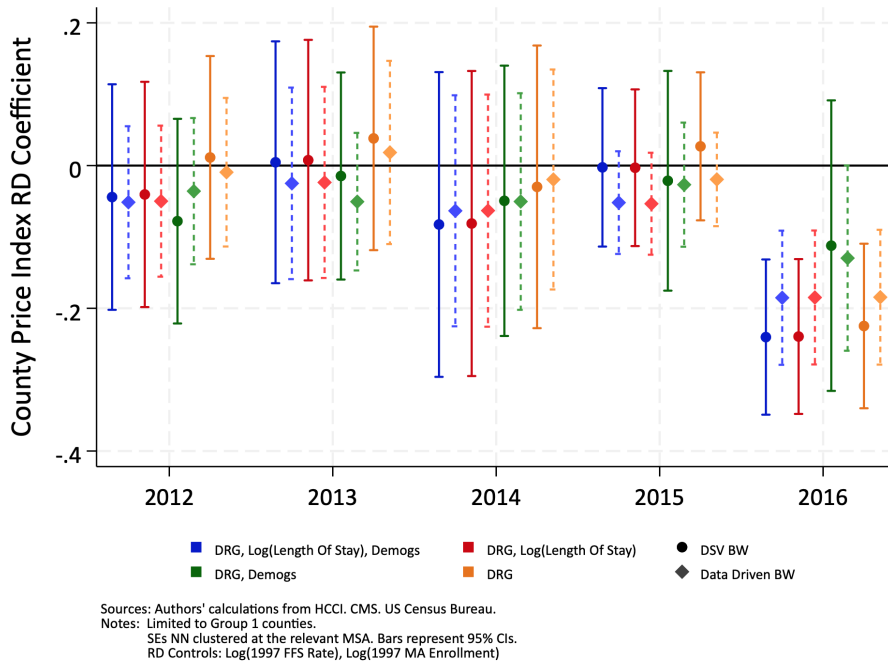 County Price Index RD Coefficient
.2
0
-.2
-.4
2012 2013 2014 2015 2016
DRG, Log(Length Of Stay), Demogs DRG, Log(Length Of Stay) DSV BW
DRG, Demogs DRG Data Driven BW
Sources: Authors' calculations from HCCI. CMS. US Census Bureau.
Notes: Limited to Group 1 counties.
SEs NN clustered at the relevant MSA. Bars represent 95% CIs.
RD Controls: Log(1997 FFS Rate), Log(1997 MA Enrollment)